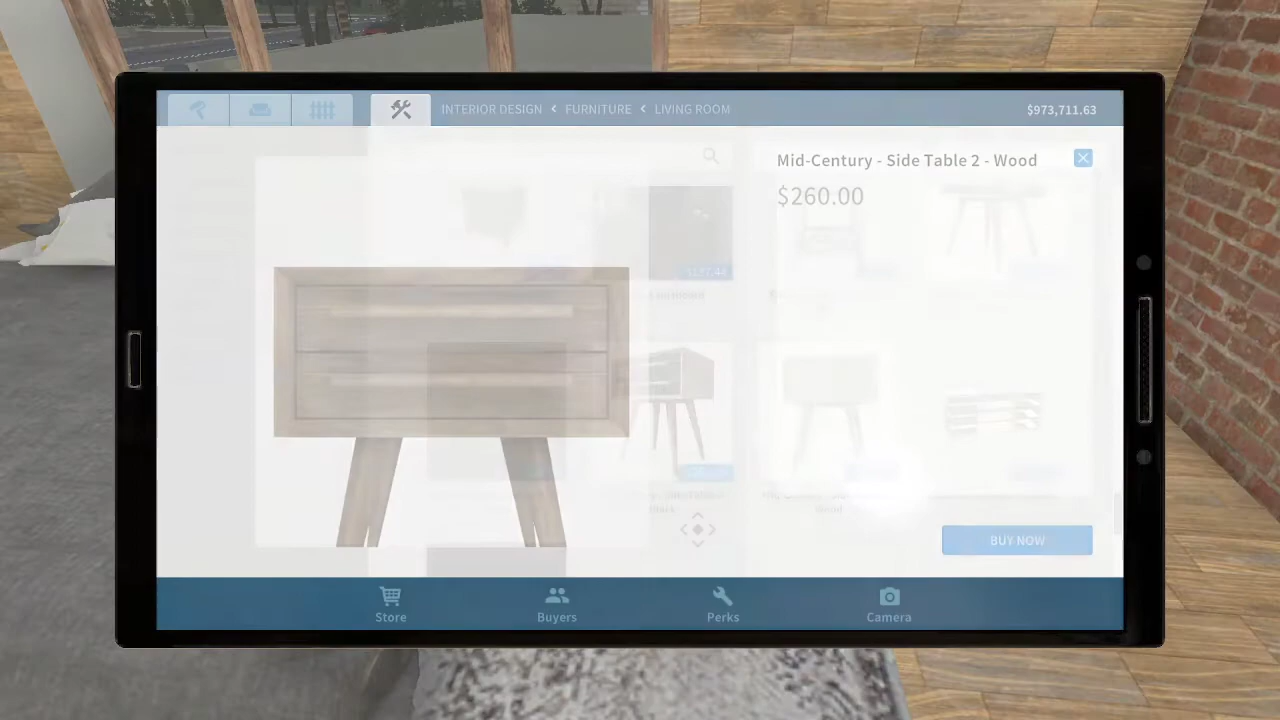 INTERIOR DESIGN < FURNITURE < LIVING ROOM
$973,711.63
Mid-Century - Side Table 2 - Wood
$260.00
BUY NOW
Store
Buyers
Perks
Camera